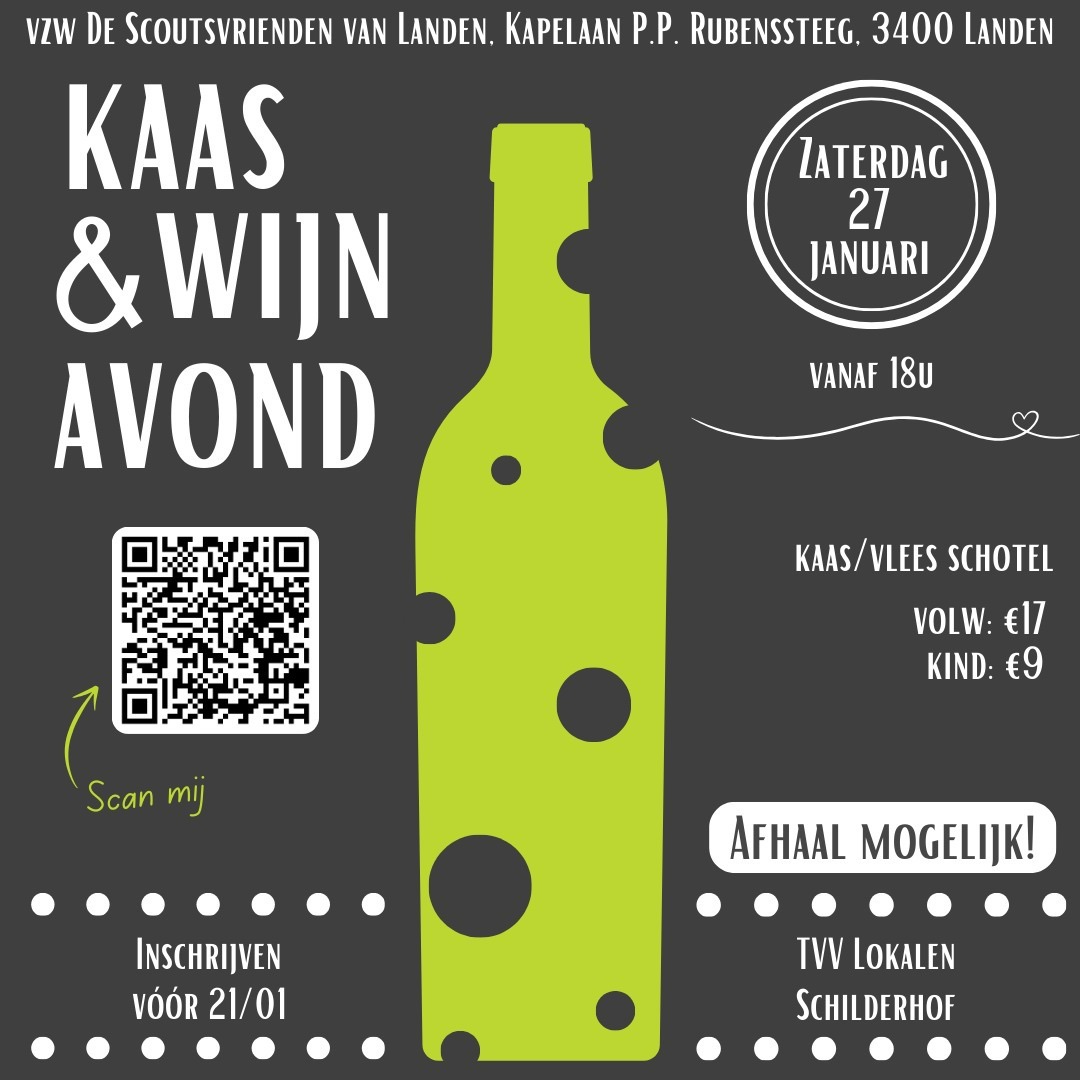 vzw De Scoutsvrienden van Landen, Kapelaan P.P. Rubenssteeg, 3400 Landen
KAAS
& WIJN
AVOND
Zaterdag
27
januari
vanaf 18u
kaas/vlees schotel
volw: €17
kind: €9
Scan mij
Afhaal mogelijk!
Inschrijven
vóór 21/01
TVV Lokalen
Schilderhof